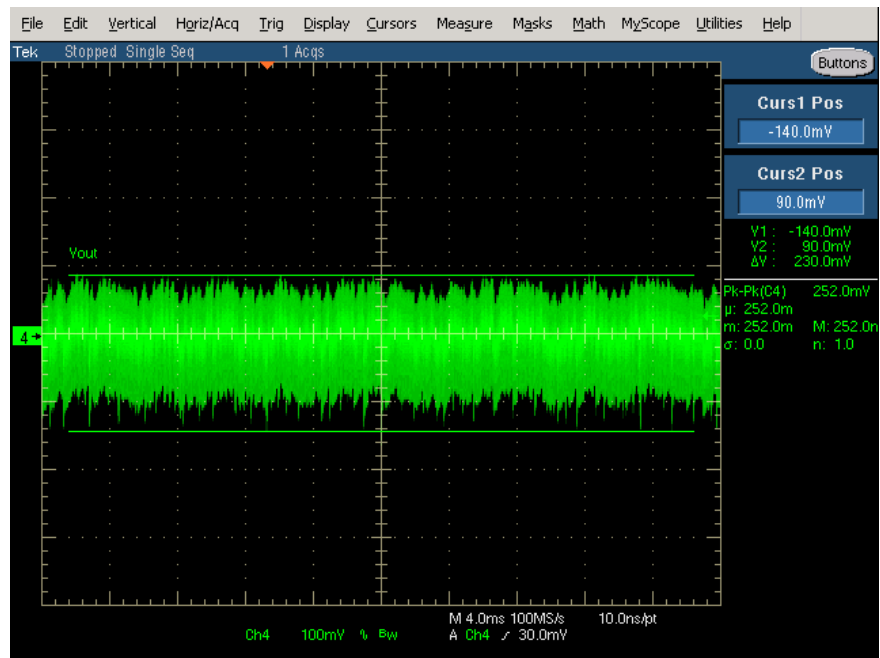 File Edit Vertical Horiz/Acq Trig Display Cursors Measure Masks Math MyScope Utilities Help
Tek Stopped Single Seq 1 Acqs
Buttons
Curs1 Pos
-140.0mV
Curs2 Pos
90.0mV
V1 : -140.0mV
V2 : 90.0mV
ΔV : 230.0mV
Vout
Pk-Pk(C4) 252.0mV
µ: 252.0m
m: 252.0m M: 252.0n
σ: 0.0 n: 1.0
4
Ch4 100mV ∿ Bw
M 4.0ms 100MS/s 10.0ns/pt
A Ch4 ⁄ 30.0mV